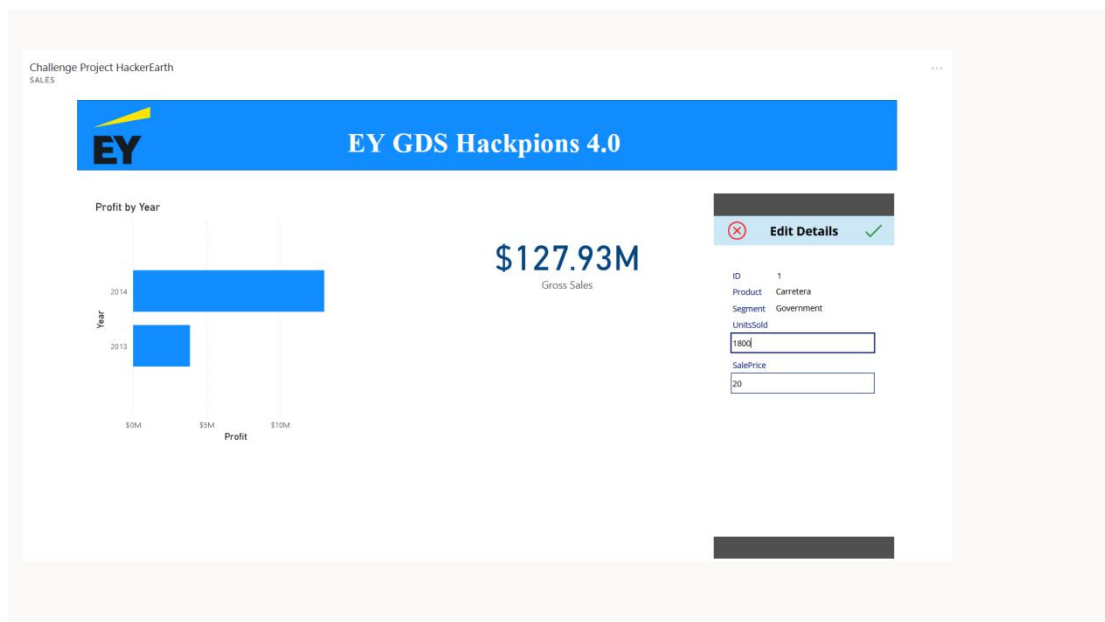 Challenge Project HackerEarth
SALES
...
EY
EY GDS Hackpions 4.0
Profit by Year
2014
2013
Year
$0M $5M $10M
Profit
$127.93M
Gross Sales
Edit Details
ID 1
Product Carretera
Segment Government
UnitsSold
1800
SalePrice
20